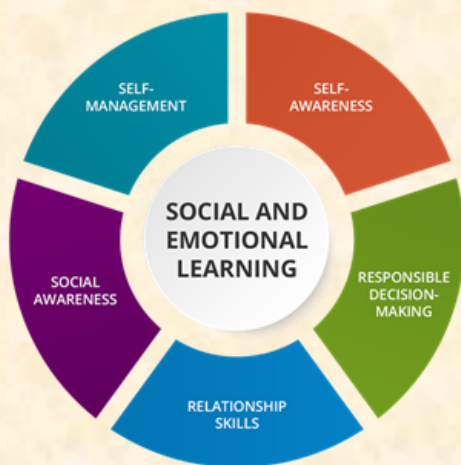 SELF-
MANAGEMENT
SELF-
AWARENESS
SOCIAL AND
EMOTIONAL
LEARNING
SOCIAL
AWARENESS
RESPONSIBLE
DECISION-
MAKING
RELATIONSHIP
SKILLS